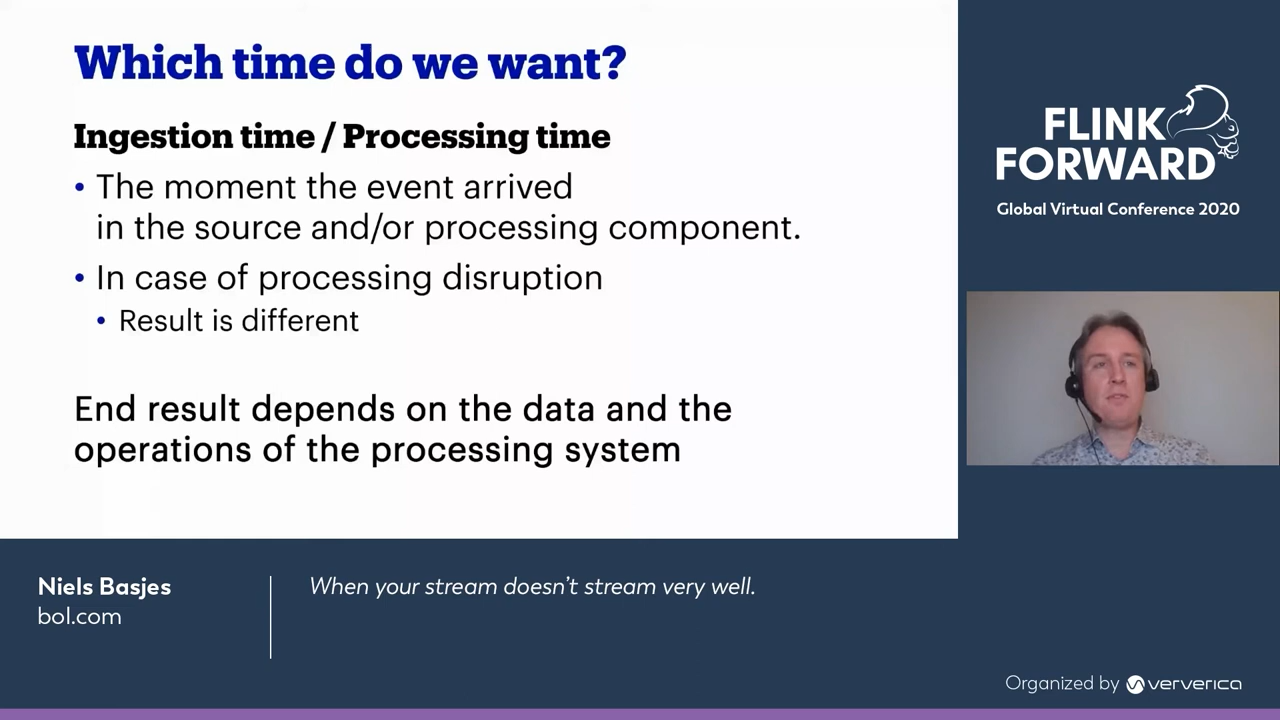 Which time do we want?
Ingestion time / Processing time
• The moment the event arrived
in the source and/or processing component.
• In case of processing disruption
• Result is different
End result depends on the data and the
operations of the processing system
FLINK
FORWARD
Global Virtual Conference 2020
Niels Basjes
bol.com
When your stream doesn't stream very well.
Organized by ververica